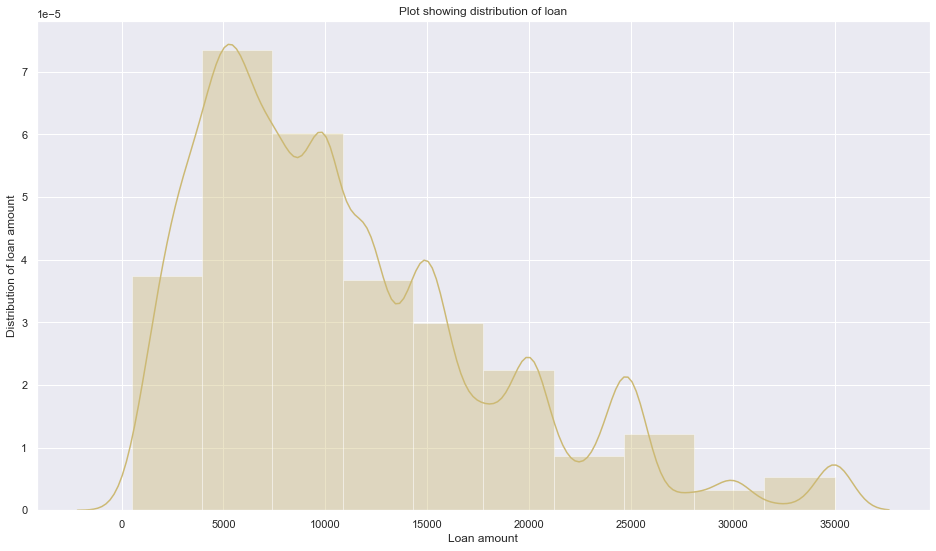 Plot showing distribution of loan
1e−5
7
6
5
4
3
2
1
0
Distribution of loan amount
0 5000 10000 15000 20000 25000 30000 35000
Loan amount